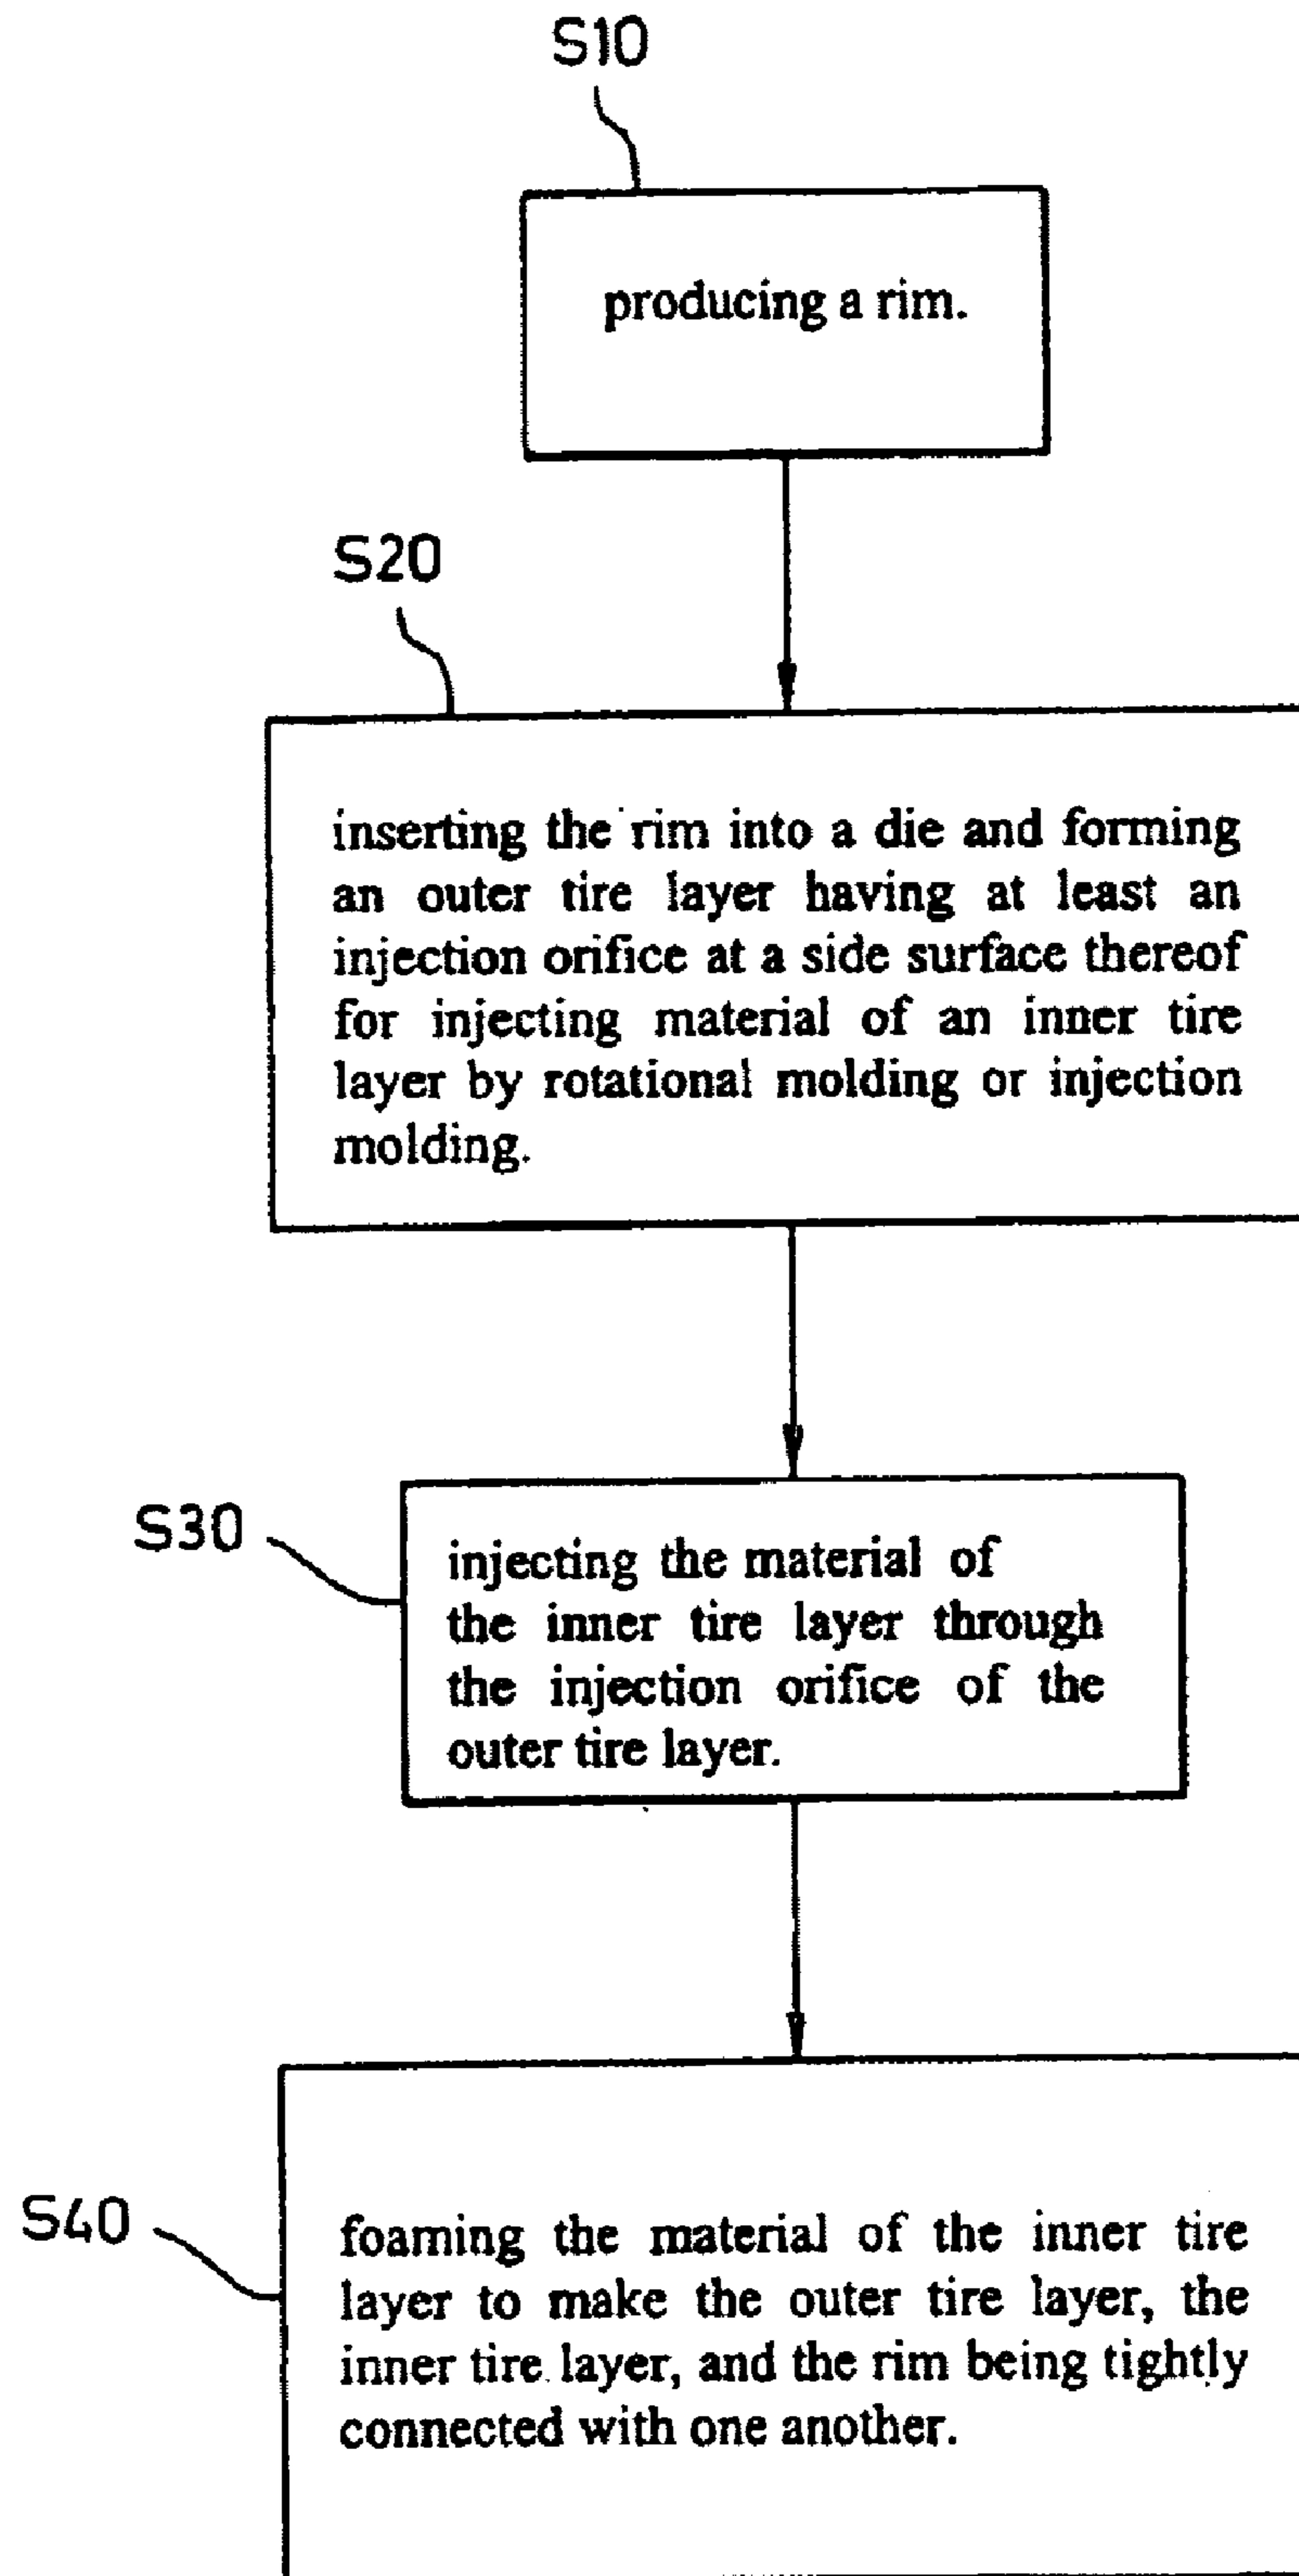 S10
producing a rim.
S20
inserting the rim into a die and forming
an outer tire layer having at least an
injection orifice at a side surface thereof
for injecting material of an inner tire
layer by rotational molding or injection
molding.
S30
injecting the material of
the inner tire layer through
the injection orifice of the
outer tire layer.
S40
foaming the material of the inner tire
layer to make the outer tire layer, the
inner tire layer, and the rim being tightly
connected with one another.